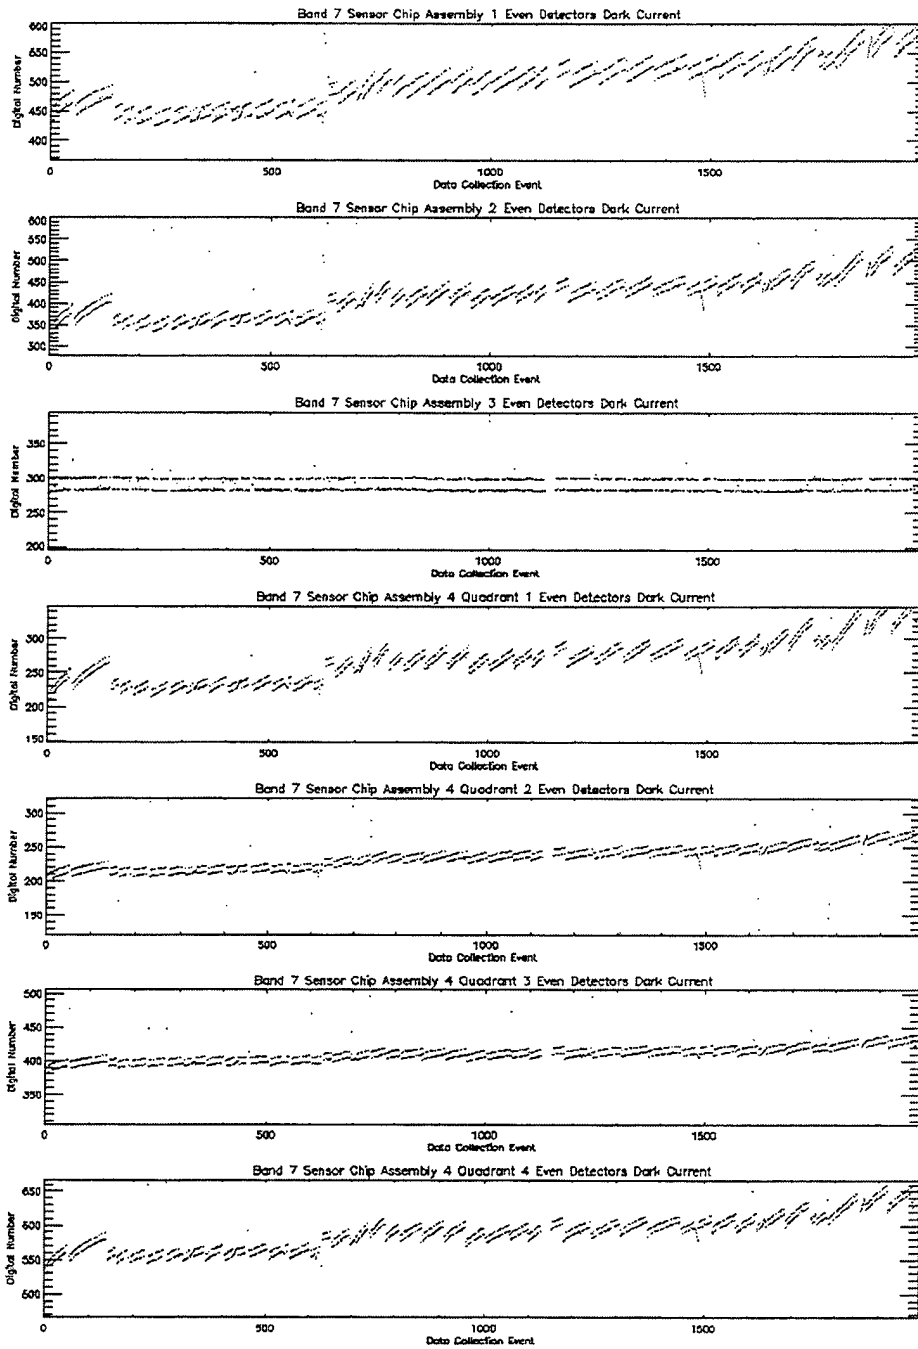 Band 7 Sensor Chip Assembly 1 Even Detectors Dark Current
600
550
500
450
400
Digital Number
0 500 1000 1500
Data Collection Event
Band 7 Sensor Chip Assembly 2 Even Detectors Dark Current
600
550
500
450
400
350
300
Digital Number
0 500 1000 1500
Data Collection Event
Band 7 Sensor Chip Assembly 3 Even Detectors Dark Current
350
300
250
200
Digital Number
0 500 1000 1500
Data Collection Event
Band 7 Sensor Chip Assembly 4 Quadrant 1 Even Detectors Dark Current
300
250
200
150
Digital Number
0 500 1000 1500
Data Collection Event
Band 7 Sensor Chip Assembly 4 Quadrant 2 Even Detectors Dark Current
300
250
200
150
Digital Number
0 500 1000 1500
Data Collection Event
Band 7 Sensor Chip Assembly 4 Quadrant 3 Even Detectors Dark Current
500
450
400
350
Digital Number
0 500 1000 1500
Data Collection Event
Band 7 Sensor Chip Assembly 4 Quadrant 4 Even Detectors Dark Current
650
600
550
500
Digital Number
0 500 1000 1500
Data Collection Event